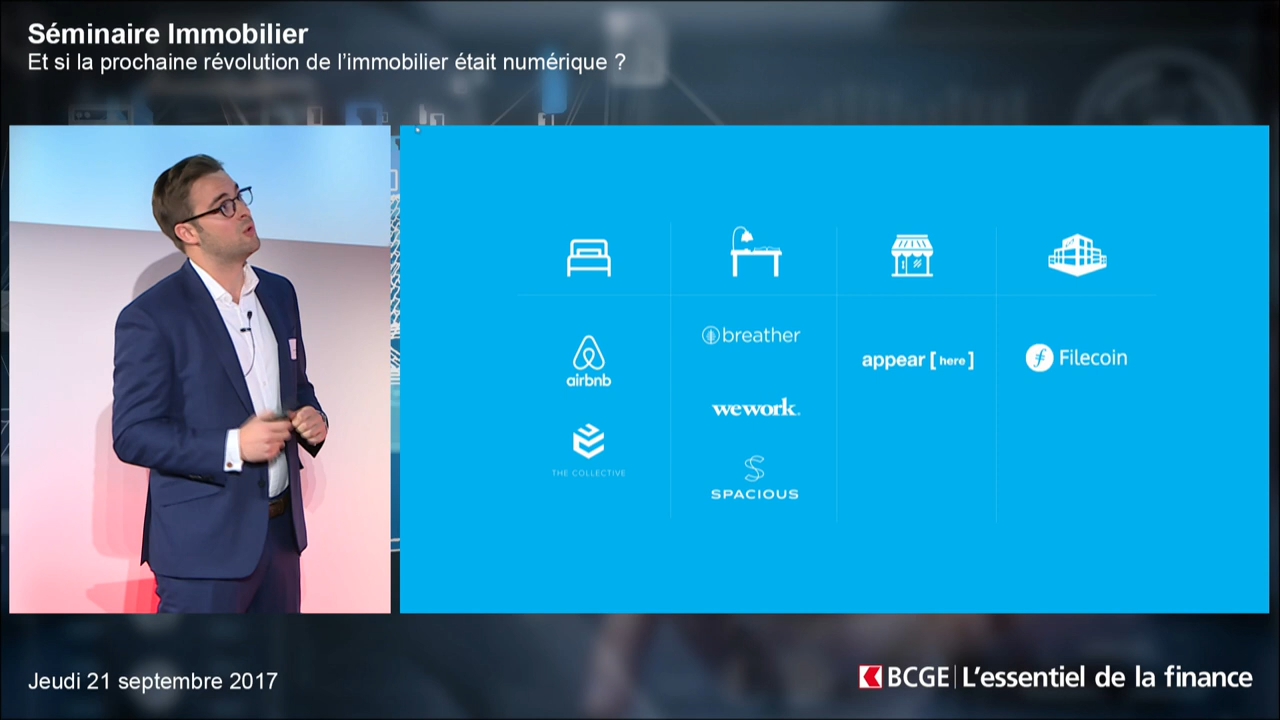 Séminaire Immobilier
Et si la prochaine révolution de l'immobilier était numérique ?
airbnb
THE COLLECTIVE
breather
wework.
SPACIOUS
appear [ here ]
Filecoin
Jeudi 21 septembre 2017
BCGE | L'essentiel de la finance